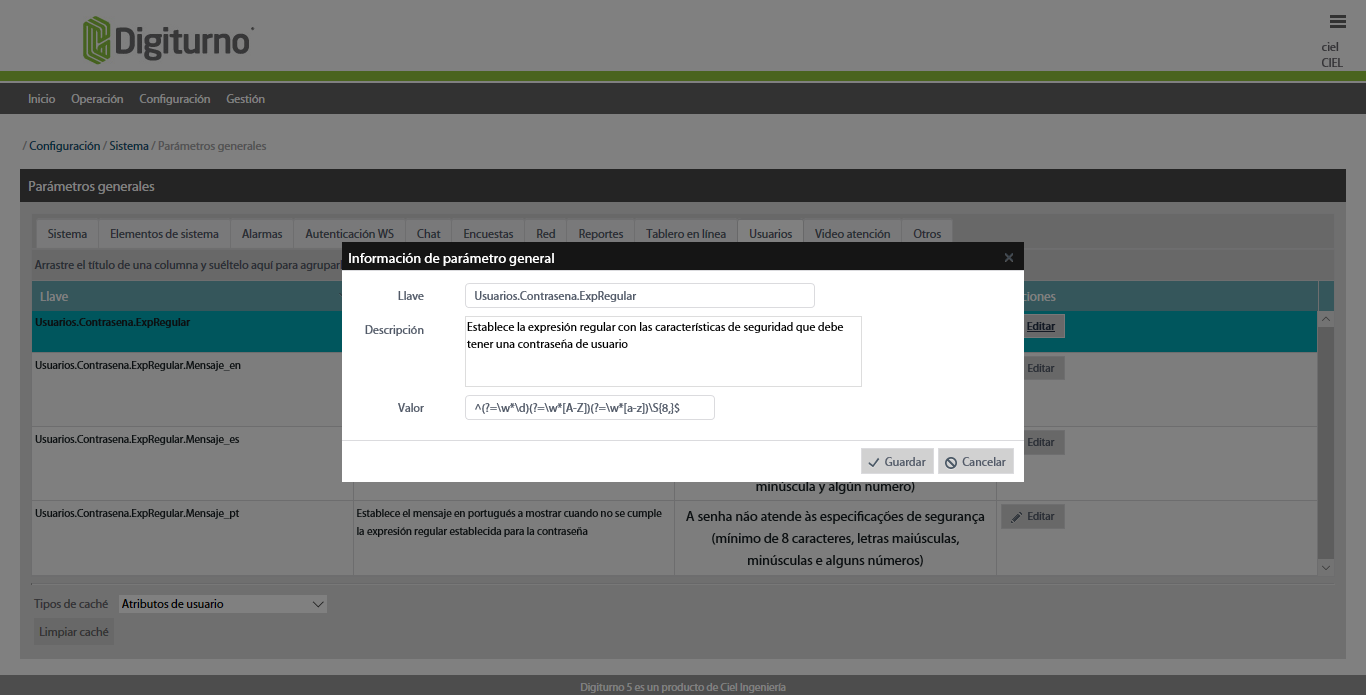 Digiturno
ciel
CIEL
Inicio Operación Configuración Gestión
/ Configuración / Sistema / Parámetros generales
Parámetros generales
Sistema Elementos de sistema Alarmas Autenticación WS Chat Encuestas Red Reportes Tablero en línea Usuarios Video atención Otros
Arrastre el título de una columna y suéltelo aquí para agrupar
Información de parámetro general
Llave
ciones
Llave Usuarios.Contrasena.ExpRegular
Usuarios.Contrasena.ExpRegular
Editar
Descripción Establece la expresión regular con las características de seguridad que debe
tener una contraseña de usuario
Usuarios.Contrasena.ExpRegular.Mensaje_en
Editar
Valor ^(?=\w*\d)(?=\w*[A-Z])(?=\w*[a-z])\S{8,}$
Usuarios.Contrasena.ExpRegular.Mensaje_es
Editar
Guardar Cancelar
minúscula y algún numero)
Usuarios.Contrasena.ExpRegular.Mensaje_pt
Establece el mensaje en portugués a mostrar cuando no se cumple
la expresión regular establecida para la contraseña
A senha não atende às especificações de segurança
(mínimo de 8 caracteres, letras maiúsculas,
minúsculas e alguns números)
Editar
Tipos de caché Atributos de usuario
Limpiar caché
Digiturno 5 es un producto de Ciel Ingeniería